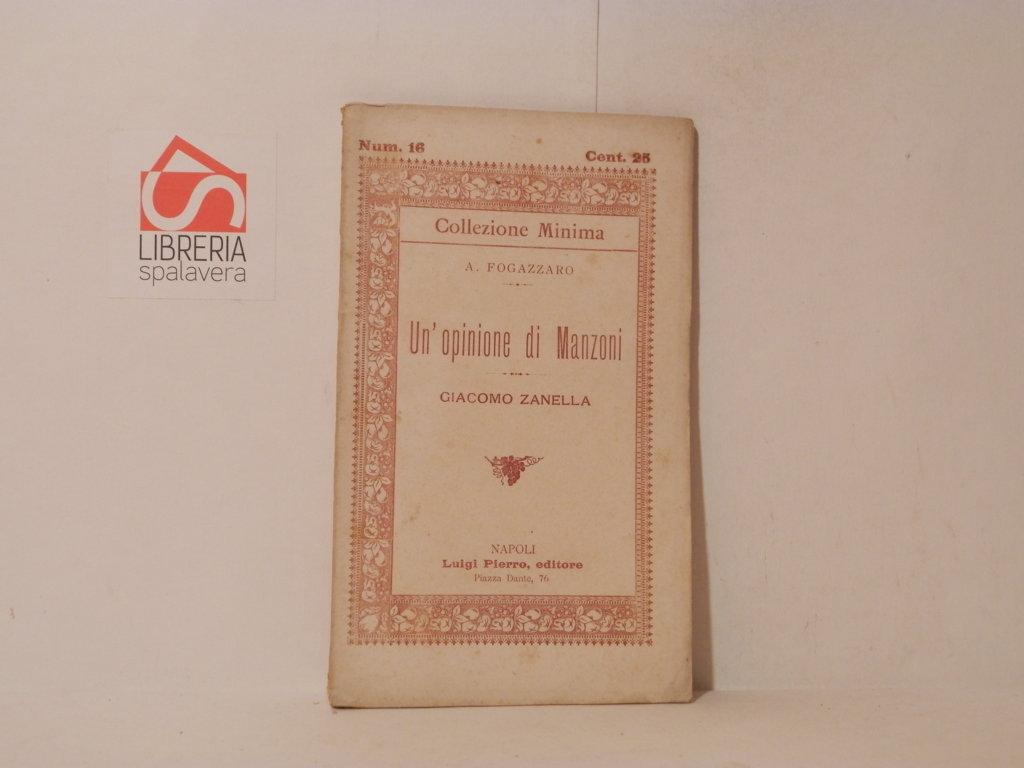 LIBRERIA
spalavera
Num. 16
Cent. 25
Collezione Minima
A. FOGAZZARO
Un' opinione di Manzoni
GIACOMO ZANELLA
NAPOLI
Luigi Pierro, editore
Piazza Dante, 76